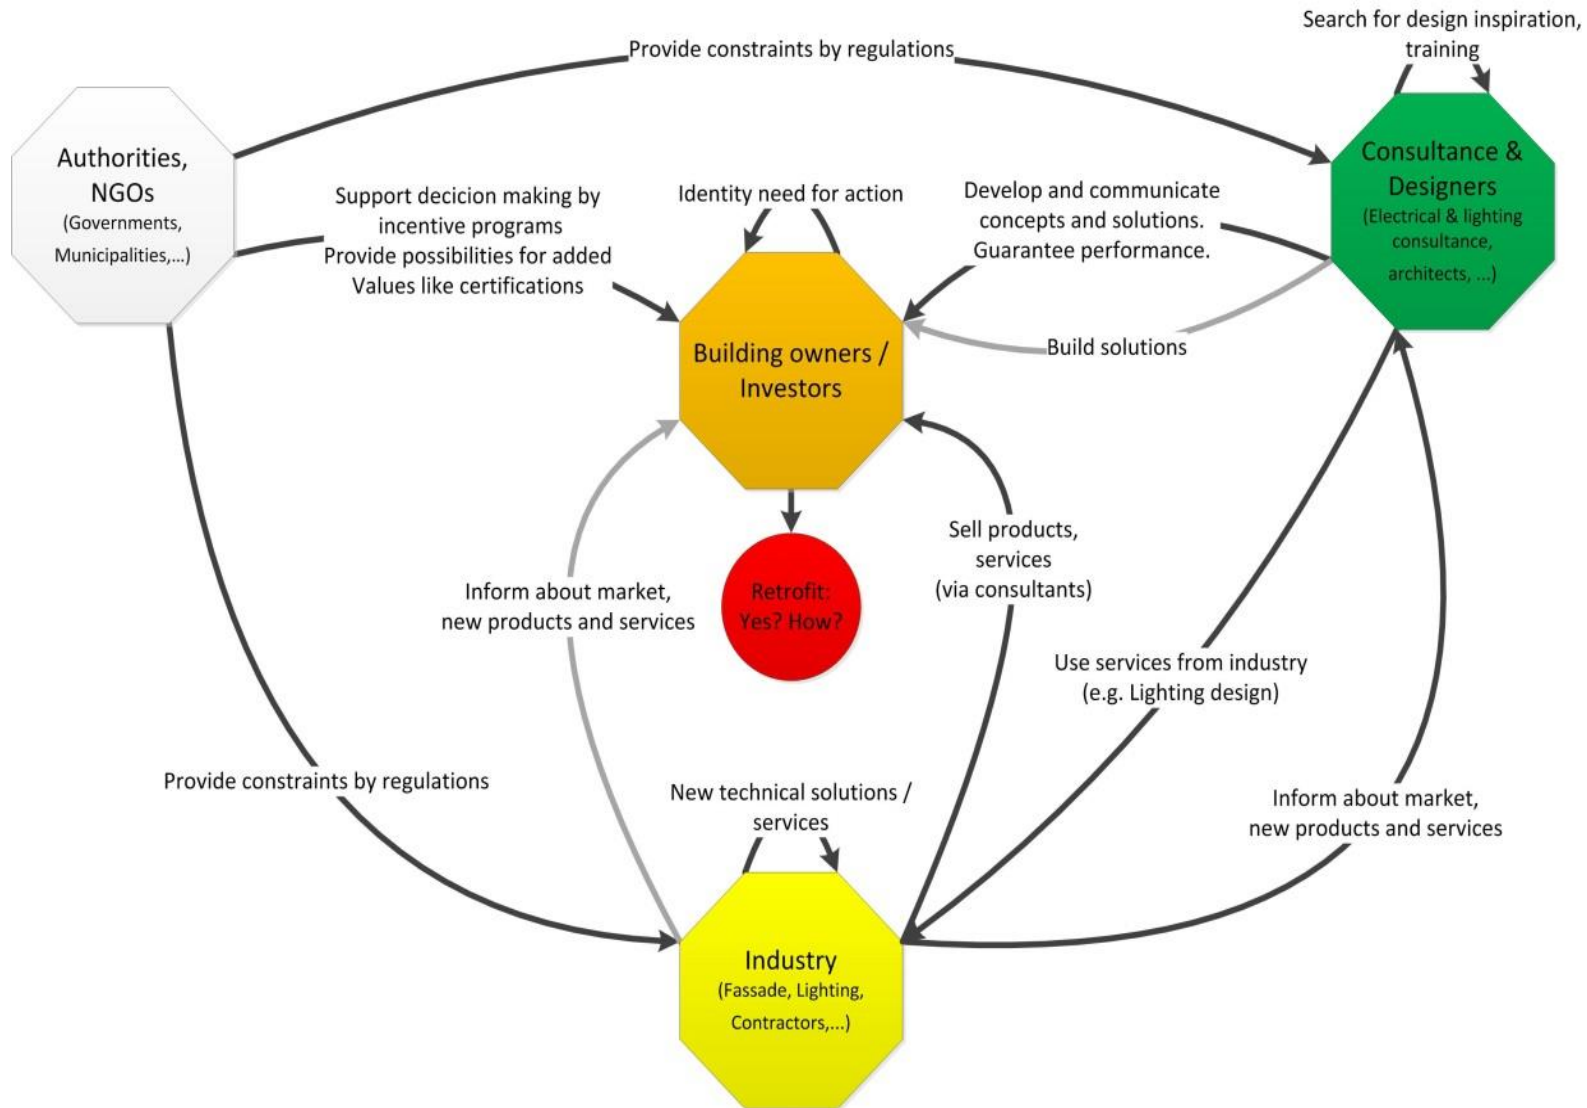 Search for design inspiration,
training
Provide constraints by regulations
Authorities,
NGOs
(Governments,
Municipalities,...)
Support decicion making by
incentive programs
Provide possibilities for added
Values like certifications
Identity need for action
Develop and communicate
concepts and solutions.
Guarantee performance.
Consultance &
Designers
(Electrical & lighting
consultance,
architects, ...)
Build solutions
Building owners /
Investors
Sell products,
services
(via consultants)
Inform about market,
new products and services
Retrofit:
Yes? How?
Use services from industry
(e.g. Lighting design)
Provide constraints by regulations
New technical solutions /
services
Inform about market,
new products and services
Industry
(Fassade, Lighting,
Contractors,...)